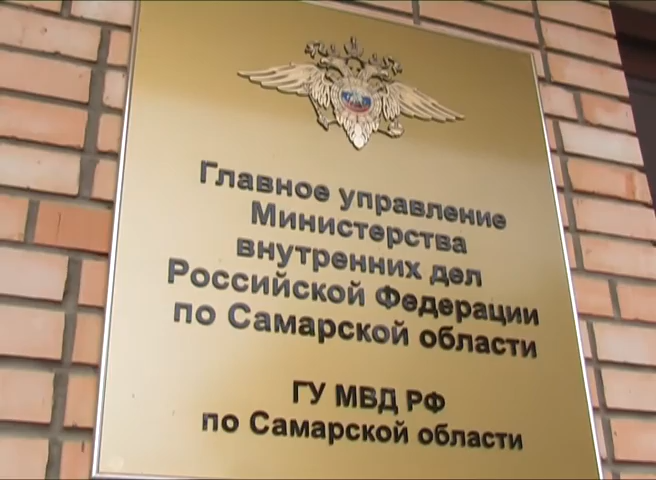 Главное управление
Министерства
внутренних дел
Российской Федерации
по Самарской области
ГУ МВД РФ
по Самарской области